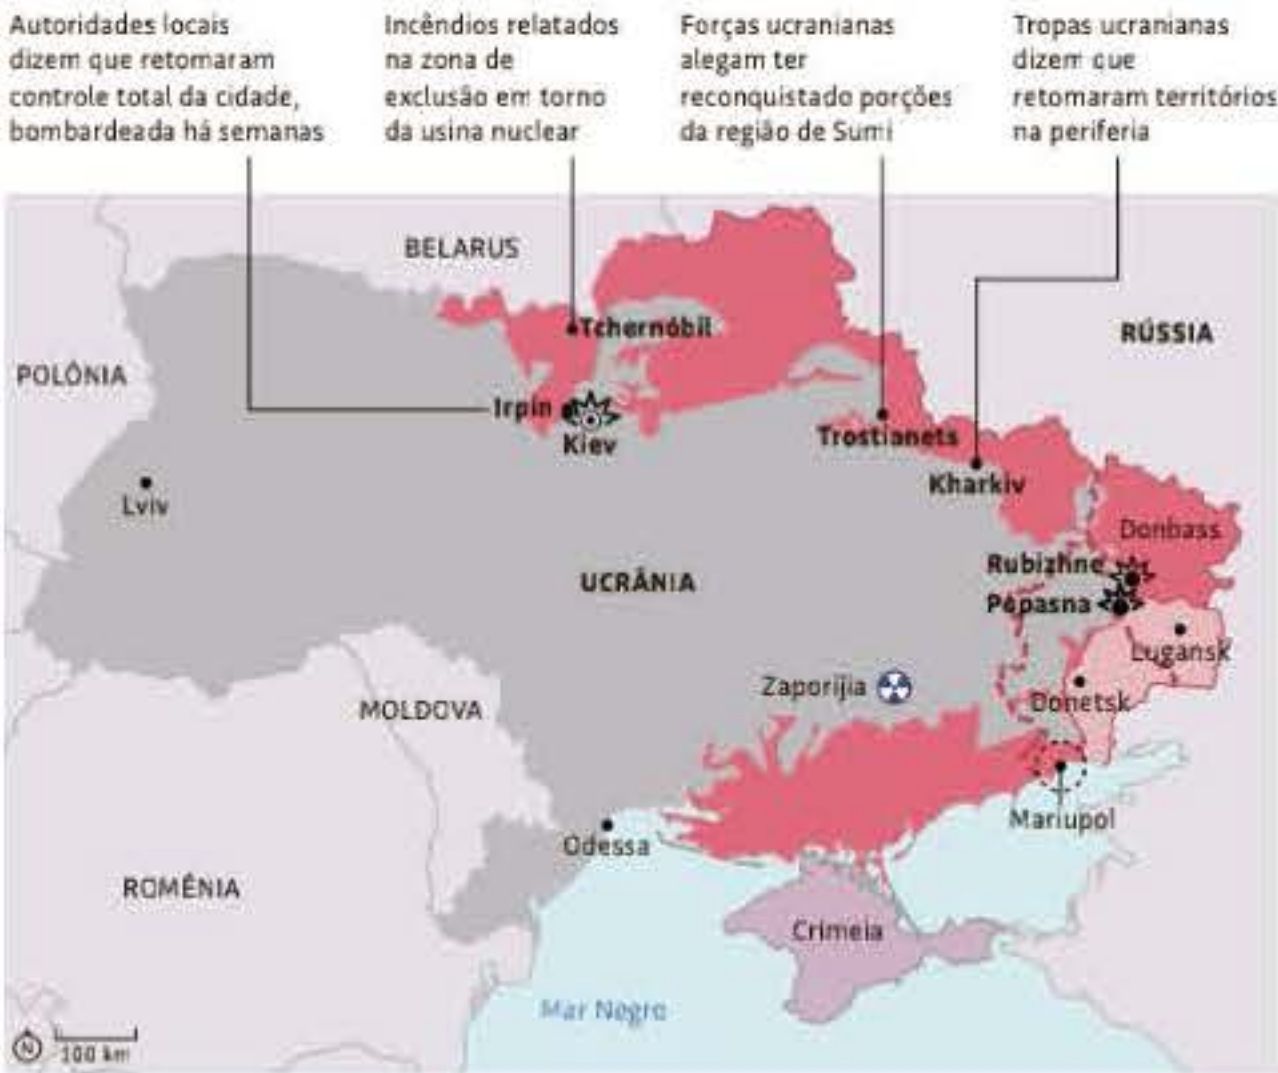 Autoridades locais
dizem que retomaram
controle total da cidade,
bombardeada há semanas
Incêndios relatados
na zona de
exclusão em torno
da usina nuclear
Forças ucranianas
alegam ter
reconquistado porções
da região de Sumi
Tropas ucranianas
dizem que
retomaram territórios
na periferia
BELARUS
RÚSSIA
Tchernóbil
POLÔNIA
Irpin
Kiev
Trostianets
Kharkiv
Lviv
Donbass
Rubizhne
UCRÂNIA
Popasna
Lugansk
Zaporíjia
Donetsk
MOLDOVA
Mariupol
Odessa
ROMÊNIA
Crimeia
Mar Negro
N
100 km